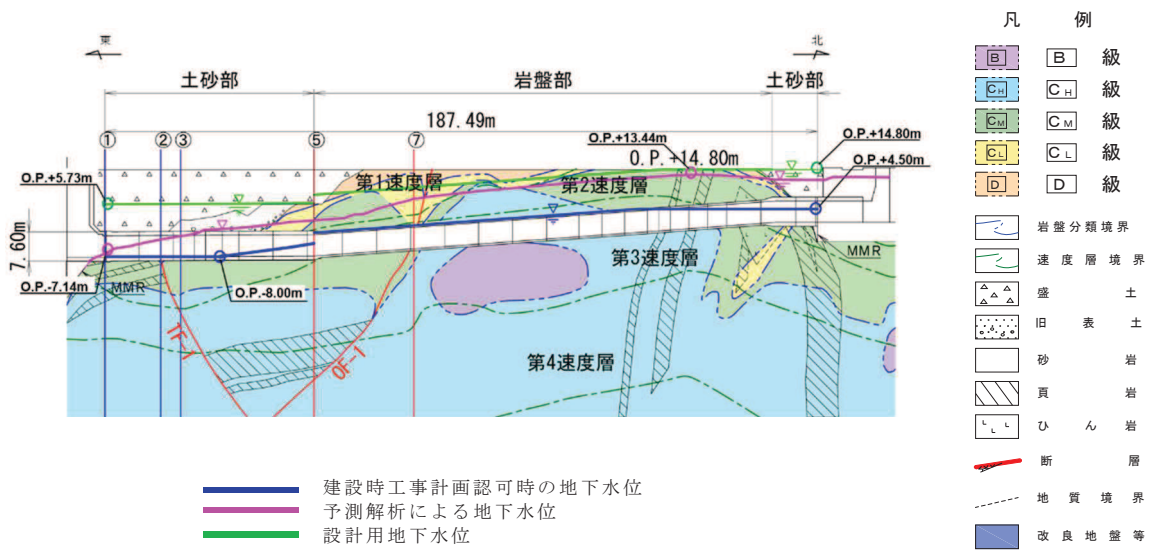 東
北
土砂部
岩盤部
土砂部
187.49m
①
②
③
⑤
⑦
O.P.+13.44m
O.P.+14.80m
O.P.+14.80m
O.P.+4.50m
O.P.+5.73m
第1速度層
第2速度層
7.60m
第3速度層
MMR
O.P.-7.14m
MMR
O.P.-8.00m
TF-1
OF-1
第4速度層
建設時工事計画認可時の地下水位
予測解析による地下水位
設計用地下水位
凡例
B B 級
CH CH 級
CM CM 級
CL CL 級
D D 級
岩盤分類境界
速度層境界
盛土
旧表土
砂岩
頁岩
ひん岩
断層
地質境界
改良地盤等